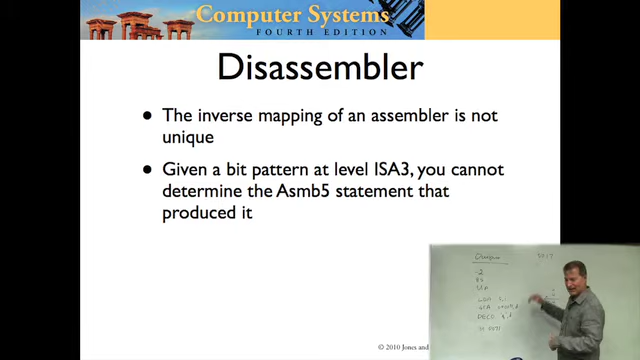 Computer Systems
FOURTH EDITION
Disassembler
• The inverse mapping of an assembler is not
unique
• Given a bit pattern at level ISA3, you cannot
determine the Asmb5 statement that
produced it
© 2010 Jones and